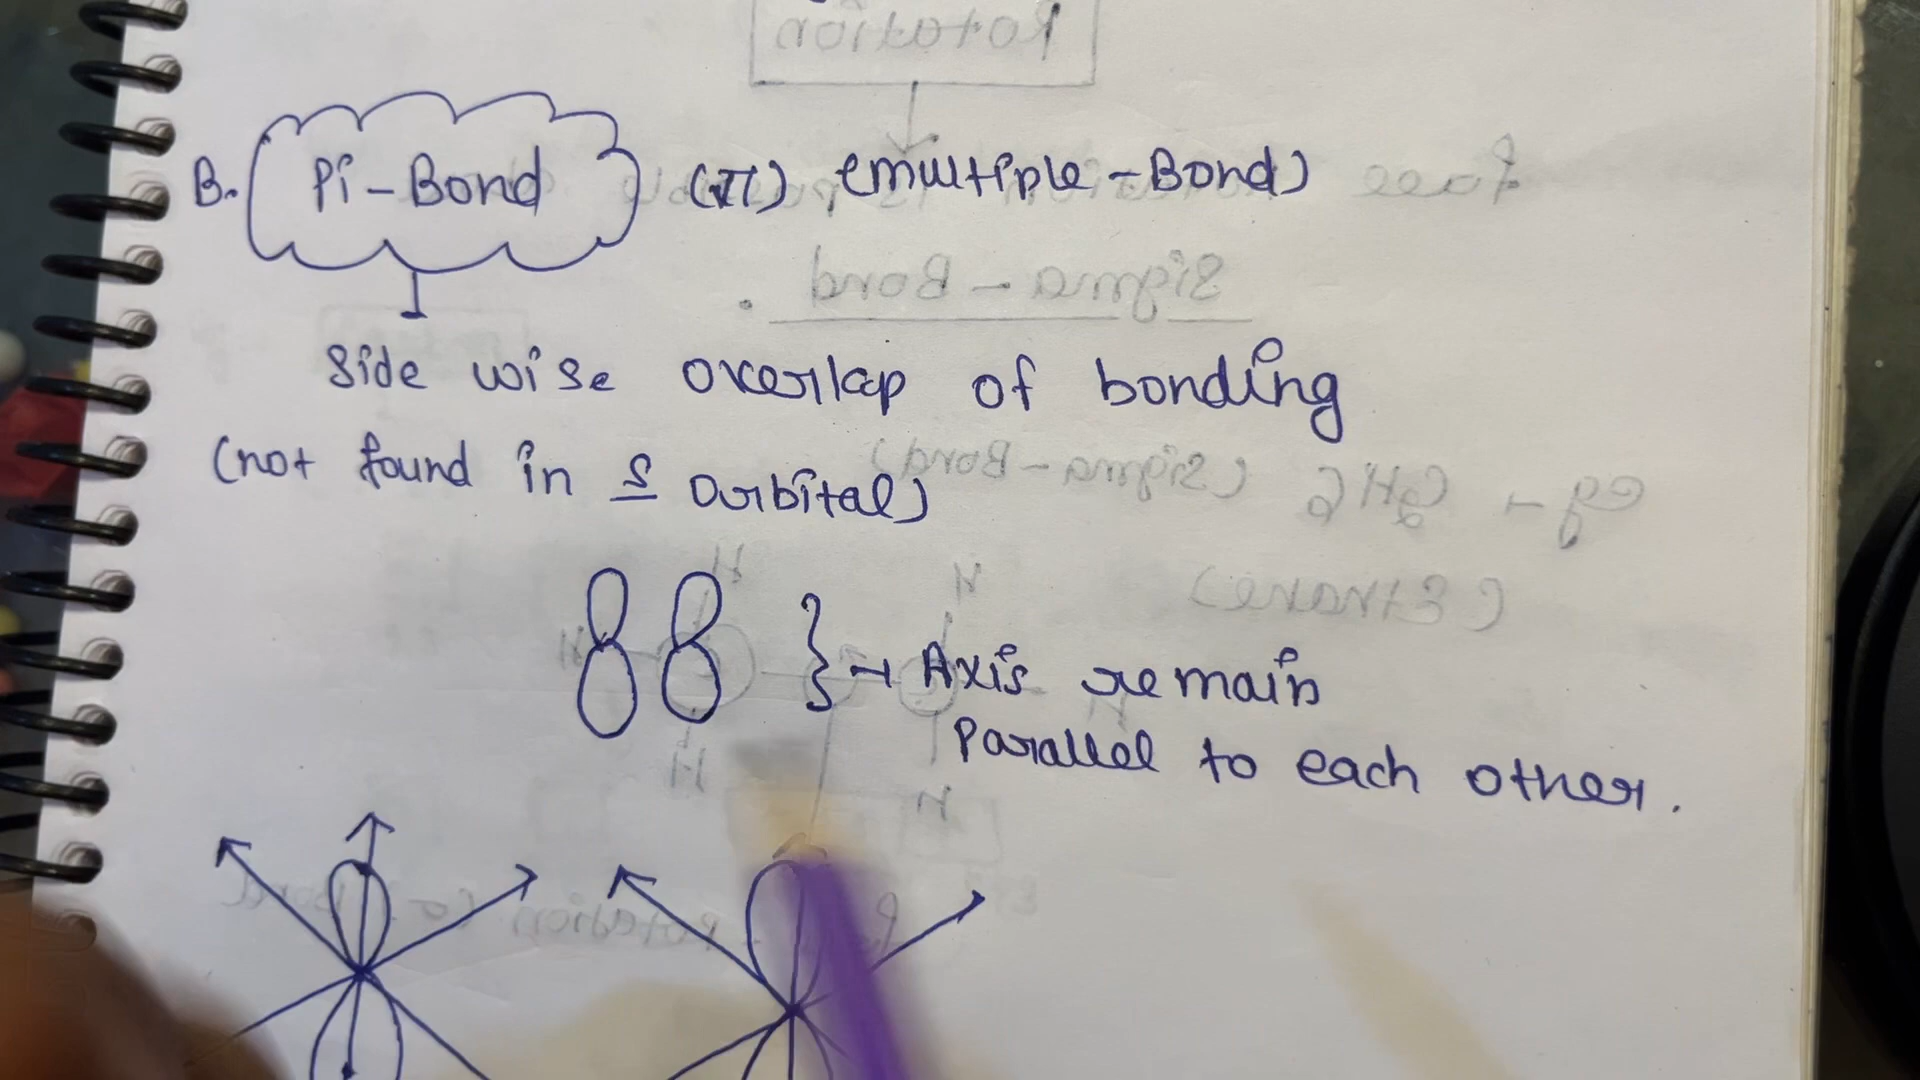 B. Pi-Bond (π) (multiple-Bond)
Side wise overlap of bonding
(not found in S orbital)
88 } → Axis remain
Parallel to each other.